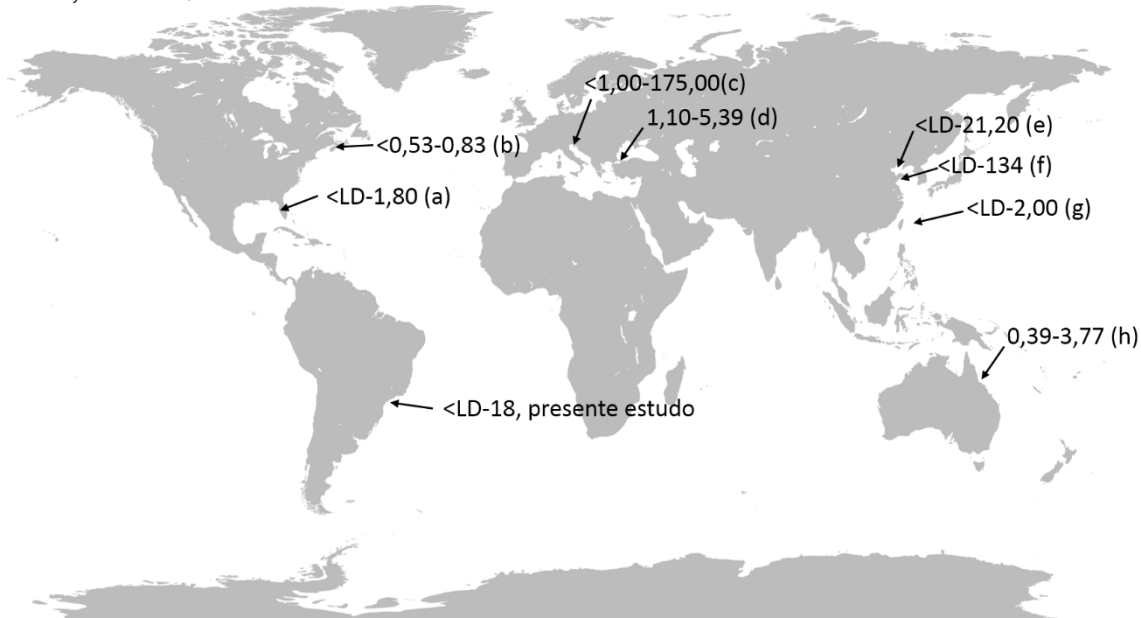 <1,00-175,00(c)
1,10-5,39 (d)
<LD-21,20 (e)
<0,53-0,83 (b)
<LD-134 (f)
<LD-1,80 (a)
<LD-2,00 (g)
0,39-3,77 (h)
<LD-18, presente estudo